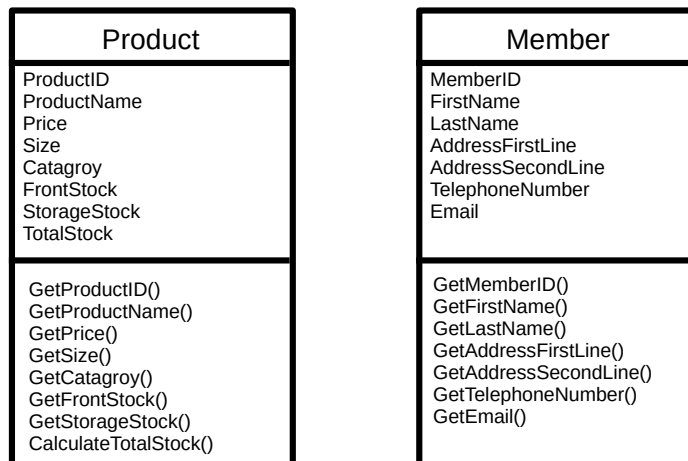 Product
ProductID
ProductName
Price
Size
Catagroy
FrontStock
StorageStock
TotalStock
GetProductID()
GetProductName()
GetPrice()
GetSize()
GetCatagroy()
GetFrontStock()
GetStorageStock()
CalculateTotalStock()
Member
MemberID
FirstName
LastName
AddressFirstLine
AddressSecondLine
TelephoneNumber
Email
GetMemberID()
GetFirstName()
GetLastName()
GetAddressFirstLine()
GetAddressSecondLine()
GetTelephoneNumber()
GetEmail()